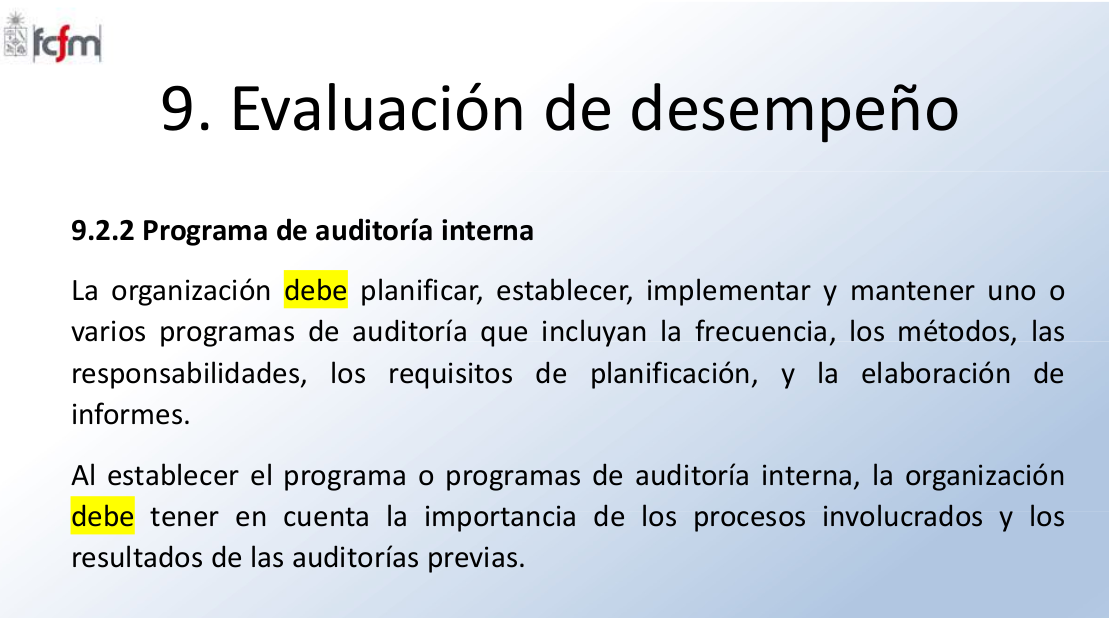 fcfm
9. Evaluación de desempeño
9.2.2 Programa de auditoría interna
La organización debe planificar, establecer, implementar y mantener uno o
varios programas de auditoría que incluyan la frecuencia, los métodos, las
responsabilidades, los requisitos de planificación, y la elaboración de
informes.
Al establecer el programa o programas de auditoría interna, la organización
debe tener en cuenta la importancia de los procesos involucrados y los
resultados de las auditorías previas.